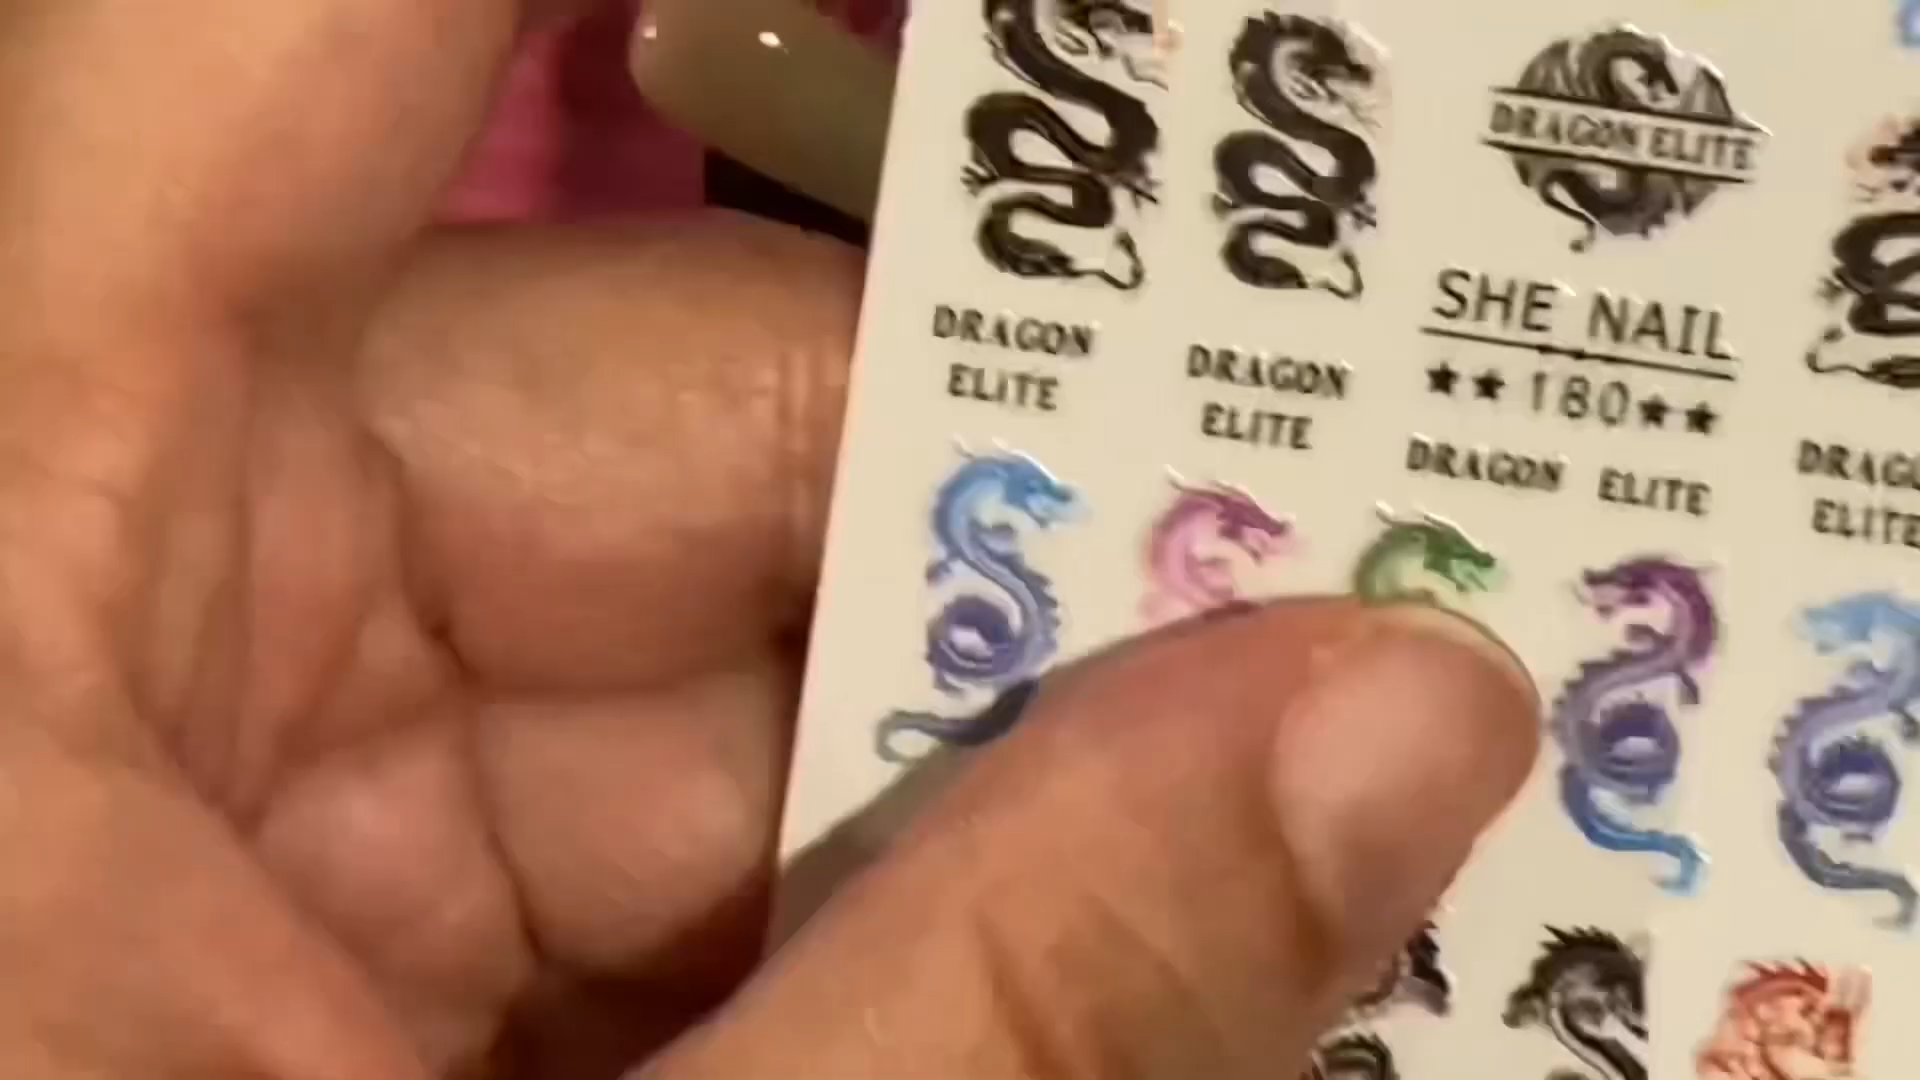 DRAGON ELITE
SHE NAIL
★★180★★
DRAGON
ELITE
DRAGON
ELITE
DRAGON ELITE
DRAG
ELITE